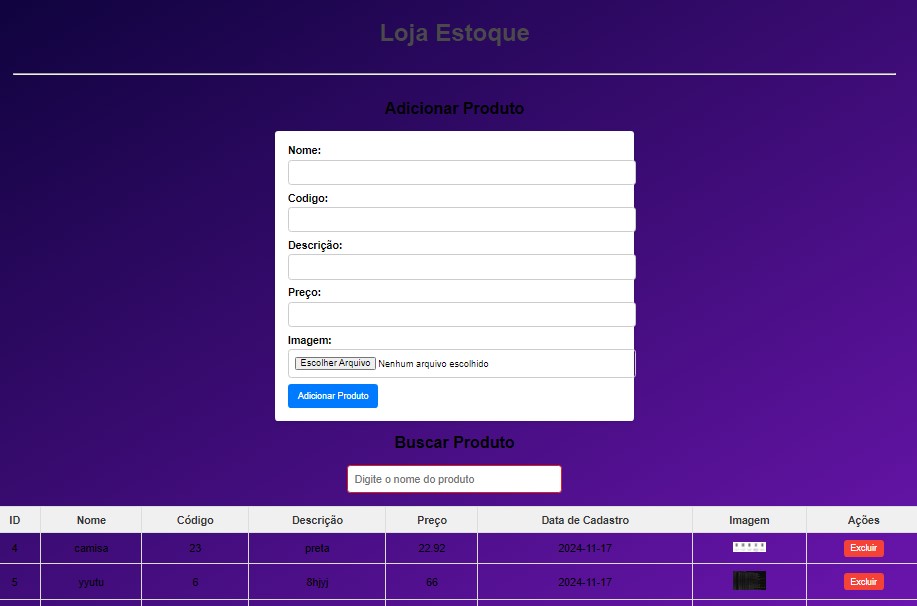 Loja Estoque
Adicionar Produto
Nome:
Codigo:
Descrição:
Preço:
Imagem:
Escolher Arquivo Nenhum arquivo escolhido
Adicionar Produto
Buscar Produto
Digite o nome do produto
ID Nome Código Descrição Preço Data de Cadastro Imagem Ações
4 camisa 23 preta 22.92 2024-11-17 Excluir
5 yyutu 6 8hjyj 66 2024-11-17 Excluir